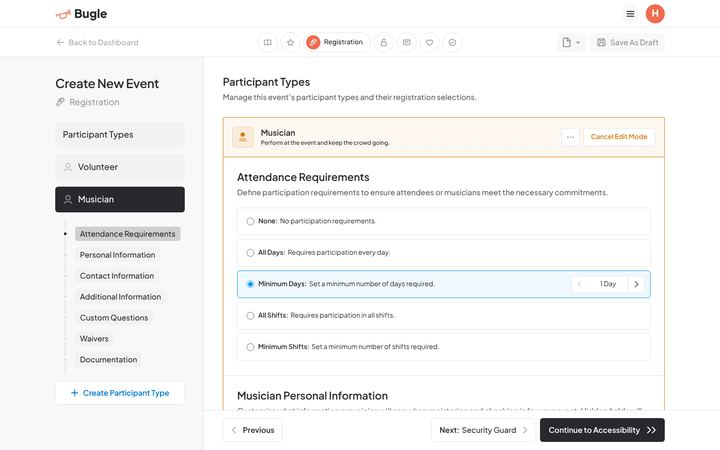 Bugle
H
Back to Dashboard
Registration
Save As Draft
Create New Event
Registration
Participant Types
Volunteer
Musician
Attendance Requirements
Personal Information
Contact Information
Additional Information
Custom Questions
Waivers
Documentation
Create Participant Type
Participant Types
Manage this event's participant types and their registration selections.
Musician
Perform at the event and keep the crowd going.
Cancel Edit Mode
Attendance Requirements
Define participation requirements to ensure attendees or musicians meet the necessary commitments.
None: No participation requirements.
All Days: Requires participation every day.
Minimum Days: Set a minimum number of days required.
1 Day
All Shifts: Requires participation in all shifts.
Minimum Shifts: Set a minimum number of shifts required.
Musician Personal Information
Previous
Next: Security Guard
Continue to Accessibility